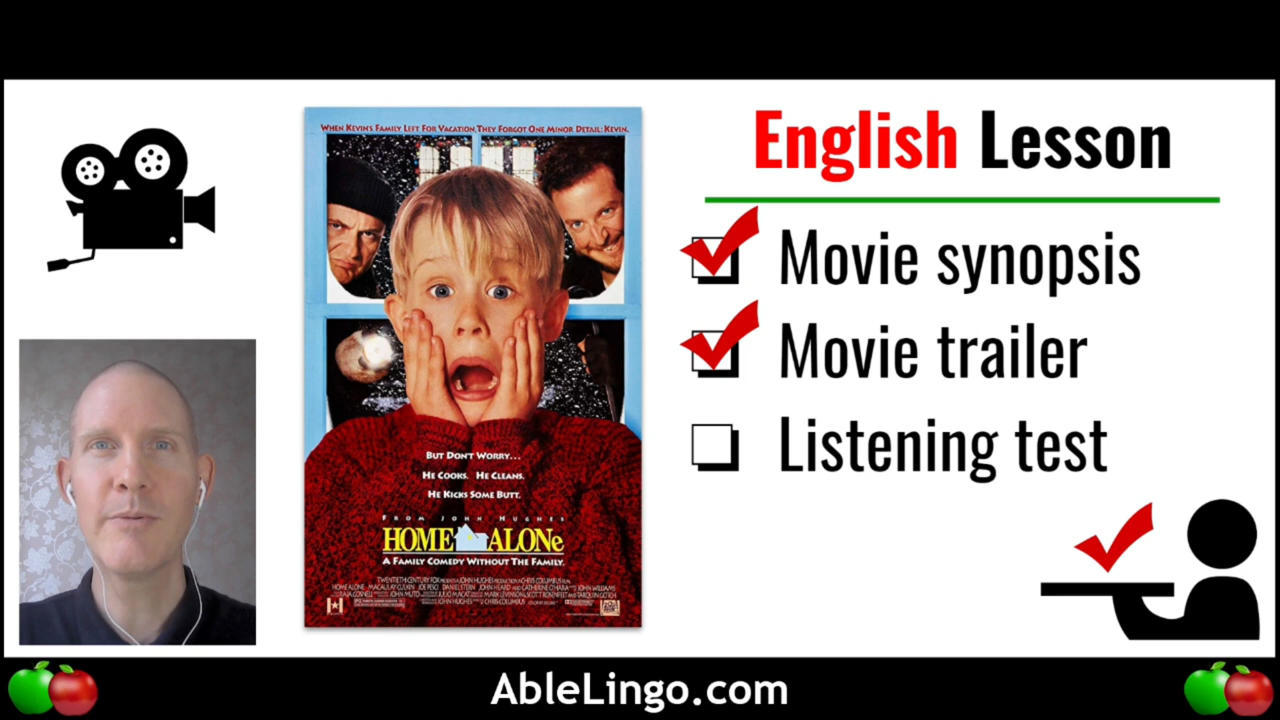 WHEN KEVIN'S FAMILY LEFT FOR VACATION, THEY FORGOT ONE MINOR DETAIL: KEVIN.
BUT DON'T WORRY...
HE COOKS. HE CLEANS.
HE KICKS SOME BUTT.
FROM JOHN HUGHES
HOME ALONe
A FAMILY COMEDY WITHOUT THE FAMILY.
English Lesson
Movie synopsis
Movie trailer
Listening test
AbleLingo.com